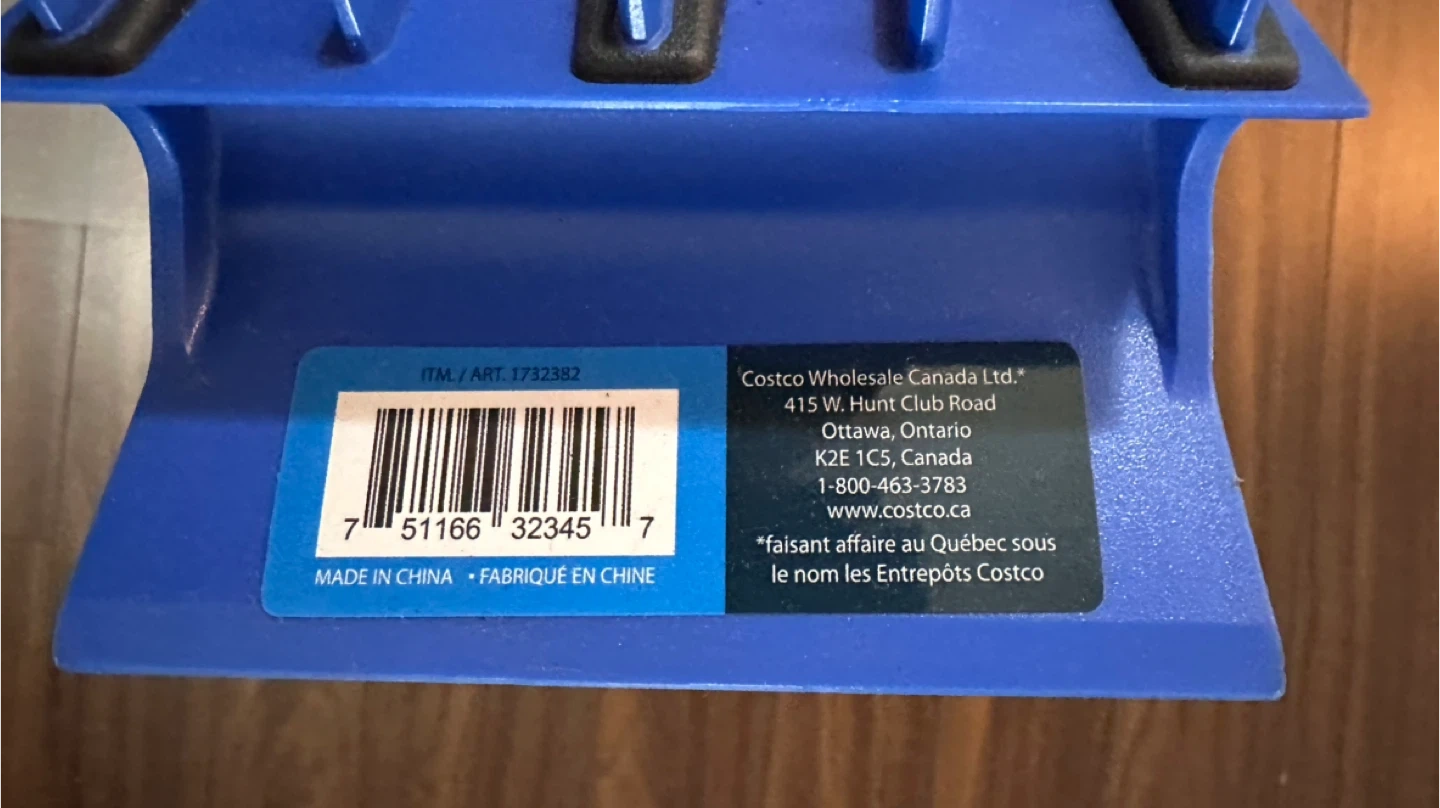 ITM. / ART. 1732382
7 51166 32345 7
MADE IN CHINA • FABRIQUÉ EN CHINE
Costco Wholesale Canada Ltd.*
415 W. Hunt Club Road
Ottawa, Ontario
K2E 1C5, Canada
1-800-463-3783
www.costco.ca
*faisant affaire au Québec sous
le nom les Entrepôts Costco